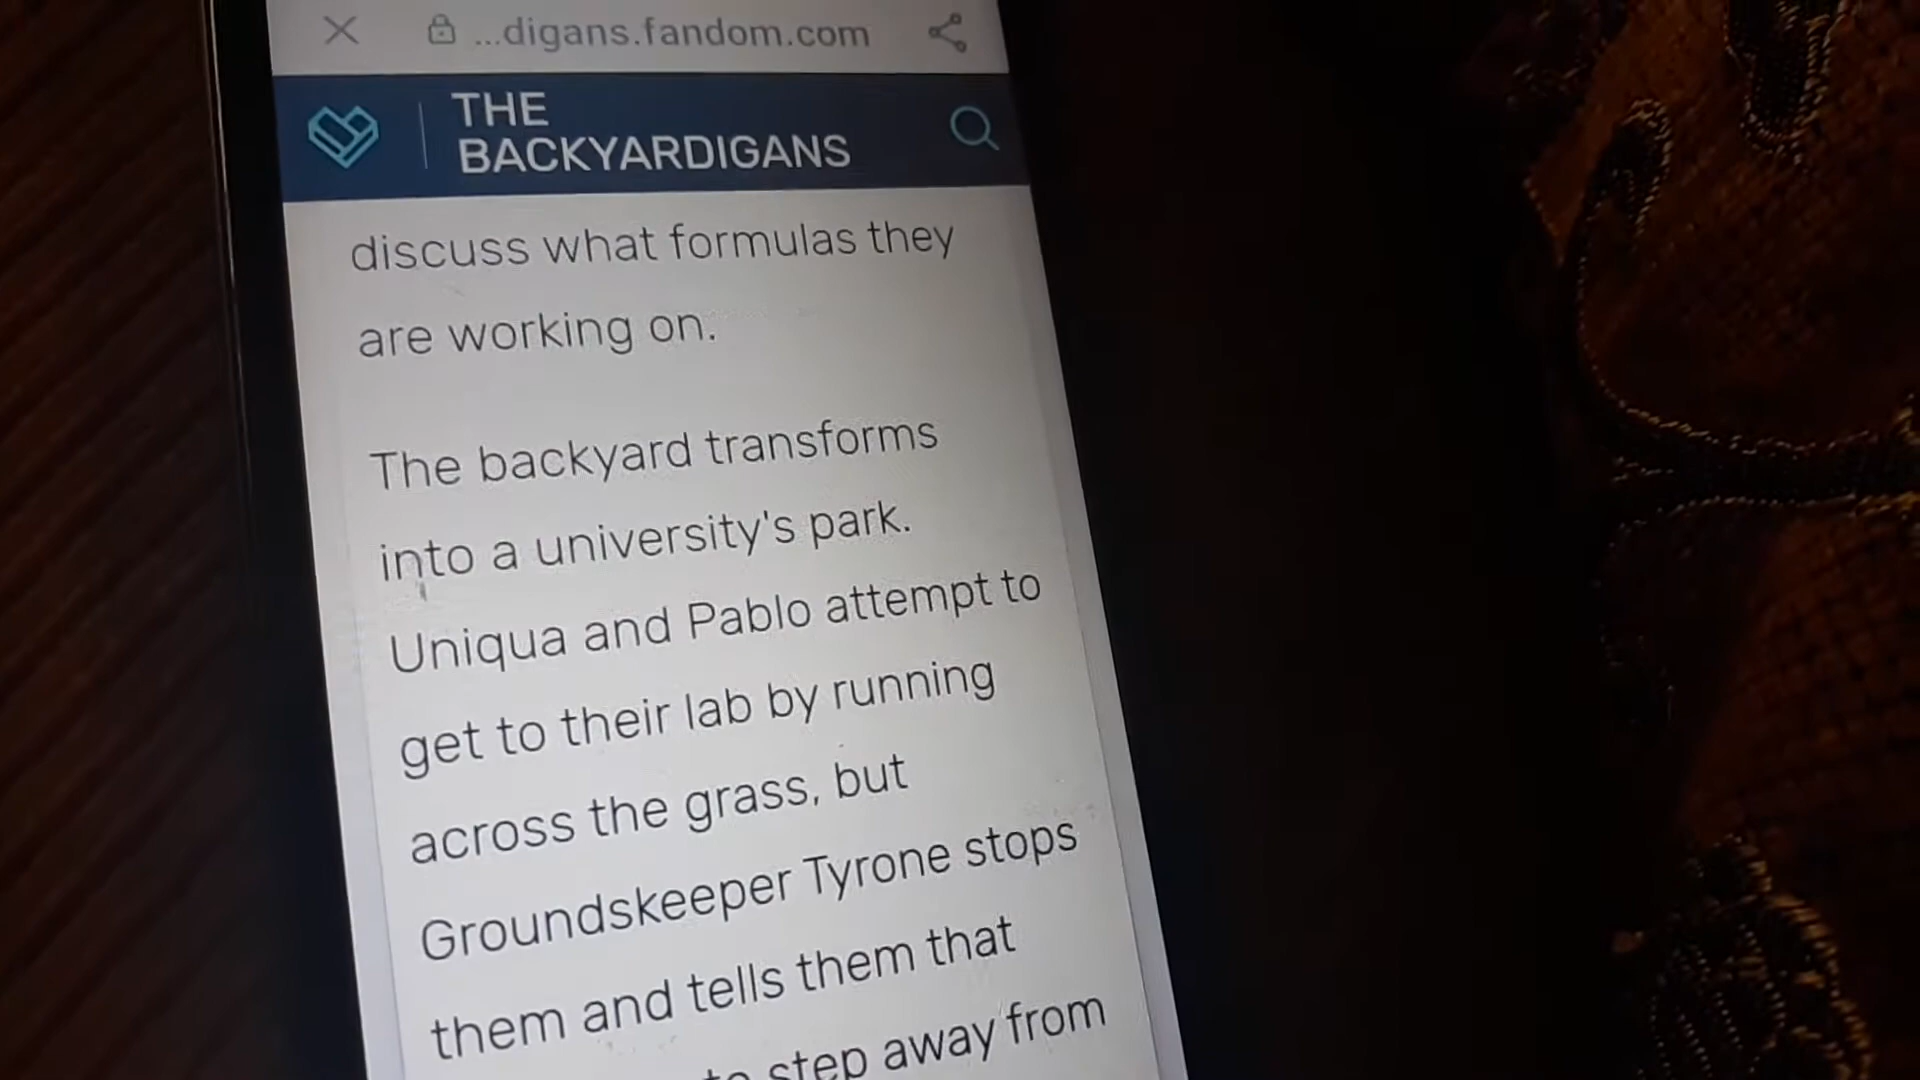 ...digans.fandom.com
THE
BACKYARDIGANS
discuss what formulas they
are working on.
The backyard transforms
into a university's park.
Uniqua and Pablo attempt to
get to their lab by running
across the grass, but
Groundskeeper Tyrone stops
them and tells them that
to step away from